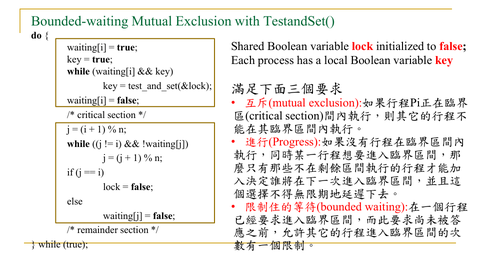 Bounded-waiting Mutual Exclusion with TestandSet()
do {
waiting[i] = true;
key = true;
while (waiting[i] && key)
key = test_and_set(&lock);
waiting[i] = false;
/* critical section */
j = (i + 1) % n;
while ((j != i) && !waiting[j])
j = (j + 1) % n;
if (j == i)
lock = false;
else
waiting[j] = false;
/* remainder section */
} while (true);
Shared Boolean variable lock initialized to false;
Each process has a local Boolean variable key
滿足下面三個要求
• 互斥(mutual exclusion):如果行程Pi正在臨界
區(critical section)間內執行，則其它的行程不
能在其臨界區間內執行。
• 進行(Progress):如果沒有行程在臨界區間內
執行，同時某一行程想要進入臨界區間，那
麼只有那些不在剩餘區間執行的行程才能加
入決定誰將在下一次進入臨界區間，並且這
個選擇不得無限期地延遲下去。
• 限制住的等待(bounded waiting):在一個行程
已經要求進入臨界區間，而此要求尚未被答
應之前，允許其它的行程進入臨界區間的次
數有一個限制。